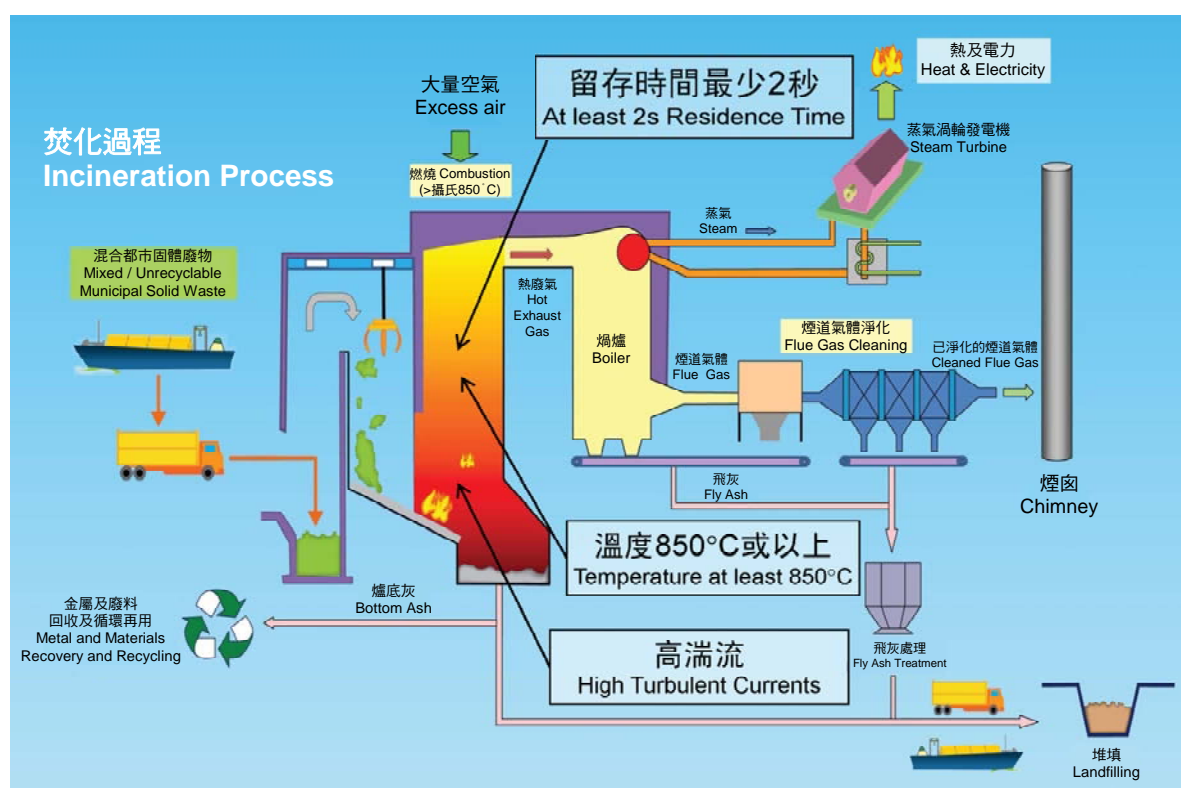 焚化過程
Incineration Process
大量空氣
Excess air
燃燒 Combustion
(>攝氏850˚C)
留存時間最少2秒
At least 2s Residence Time
熱及電力
Heat & Electricity
蒸氣渦輪發電機
Steam Turbine
蒸氣
Steam
混合都市固體廢物
Mixed / Unrecyclable
Municipal Solid Waste
熱廢氣
Hot
Exhaust
Gas
煱爐
Boiler
煙道氣體
Flue Gas
煙道氣體淨化
Flue Gas Cleaning
已淨化的煙道氣體
Cleaned Flue Gas
飛灰
Fly Ash
煙囪
Chimney
溫度850°C或以上
Temperature at least 850°C
爐底灰
Bottom Ash
金屬及廢料
回收及循環再用
Metal and Materials
Recovery and Recycling
高湍流
High Turbulent Currents
飛灰處理
Fly Ash Treatment
堆填
Landfilling